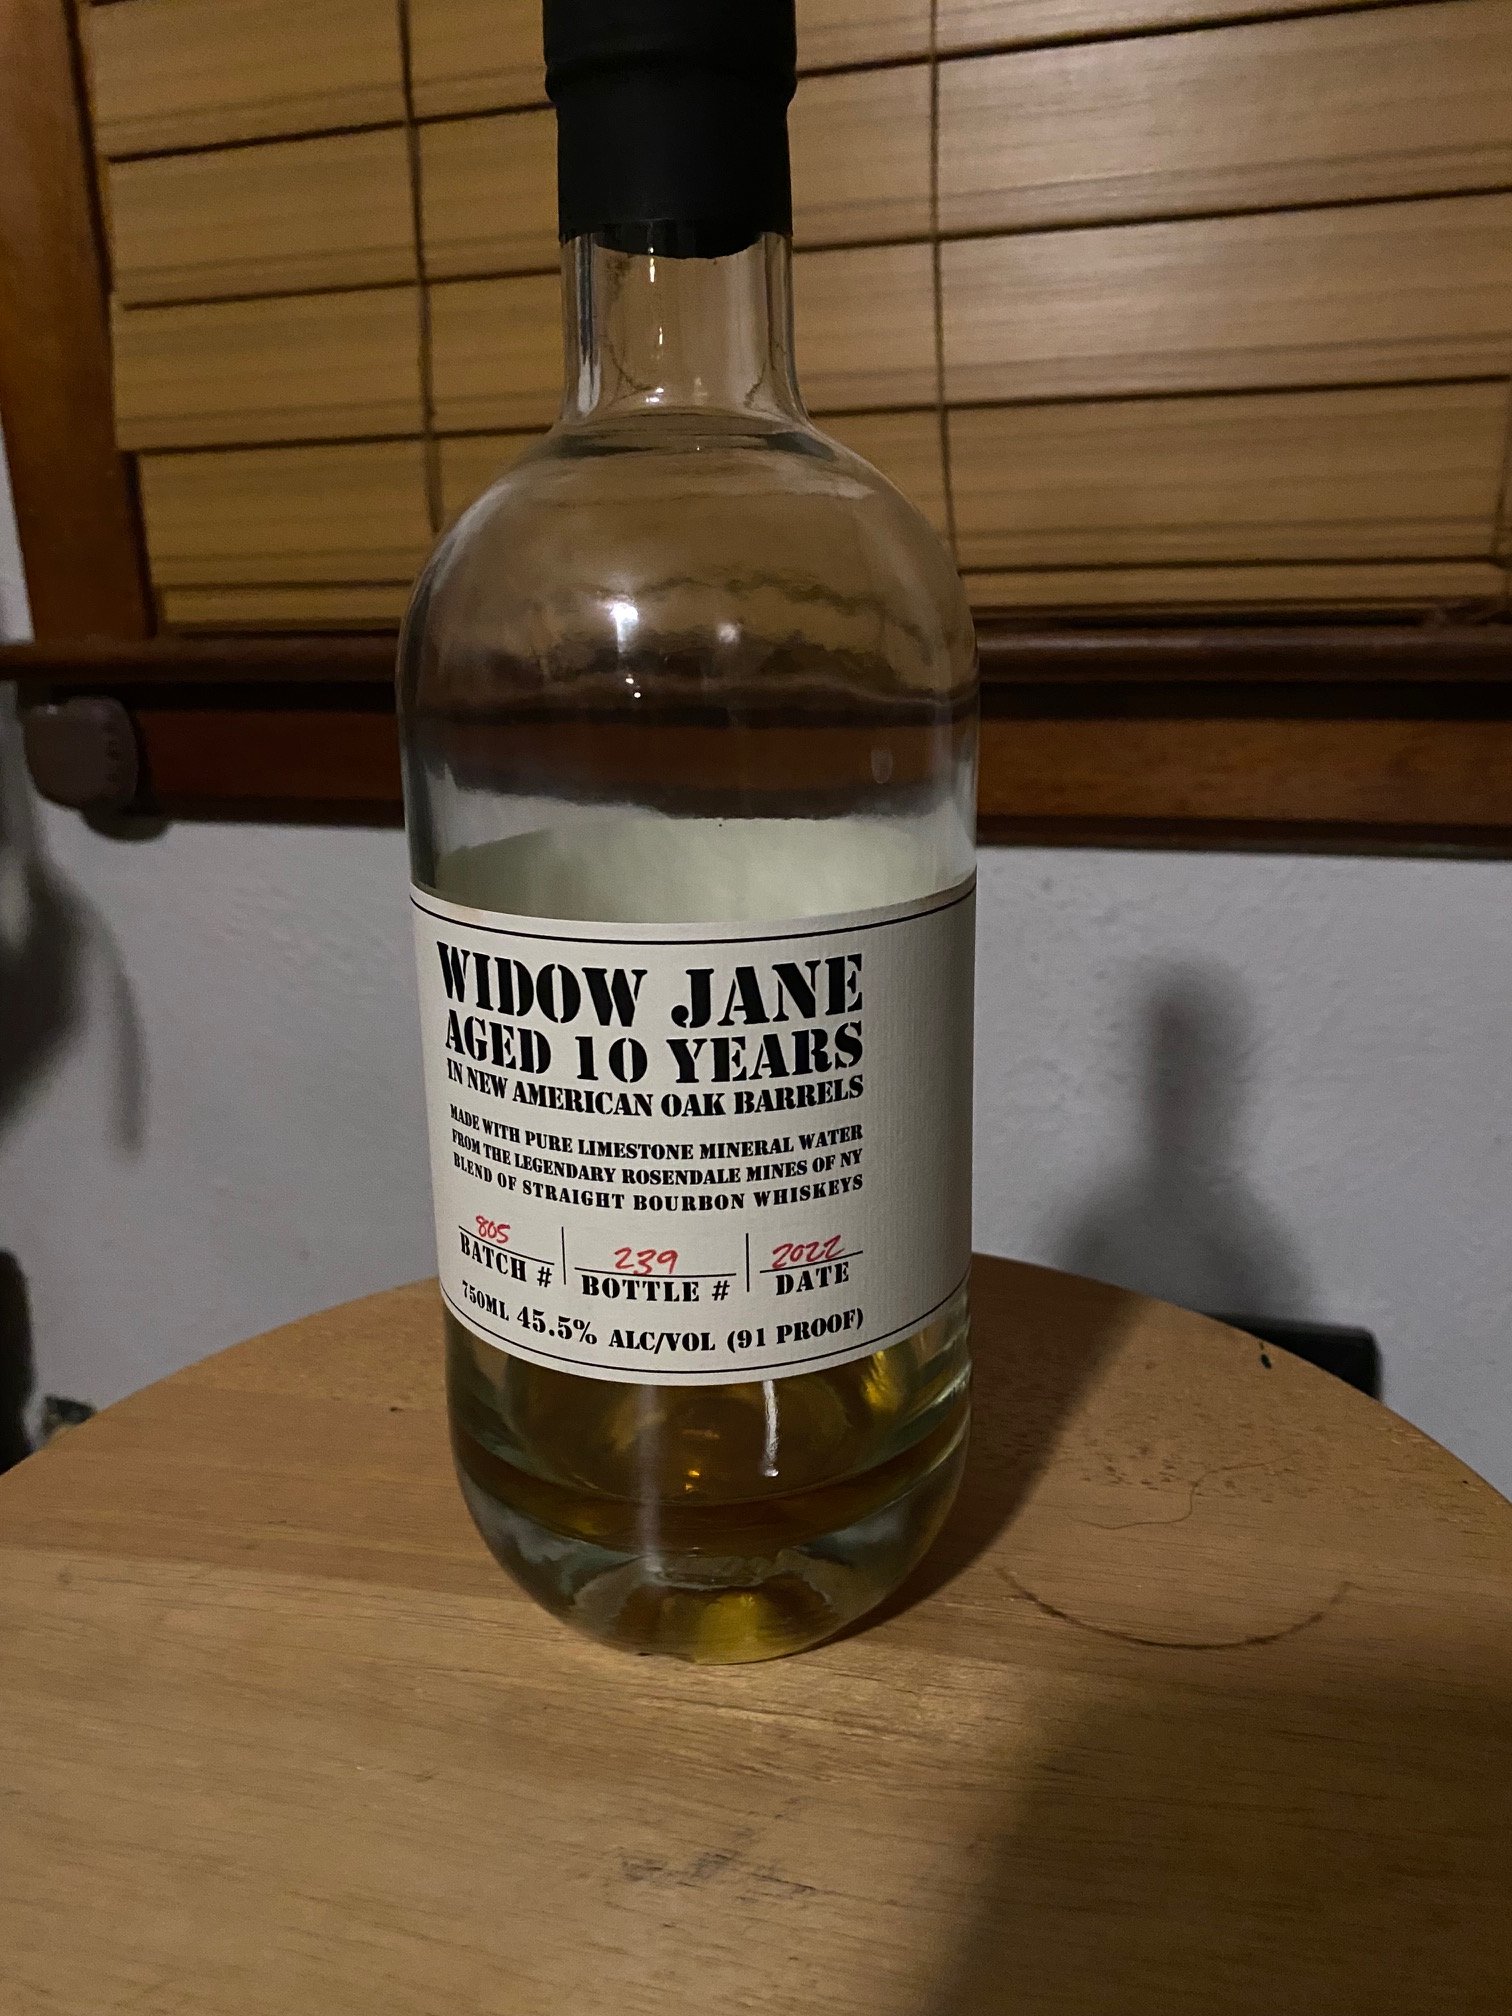 WIDOW JANE
AGED 10 YEARS
IN NEW AMERICAN OAK BARRELS
MADE WITH PURE LIMESTONE MINERAL WATER
FROM THE LEGENDARY ROSENDALE MINES OF NY
BLEND OF STRAIGHT BOURBON WHISKEYS
805 239 2022
BATCH # BOTTLE # DATE
750ML 45.5% ALC/VOL (91 PROOF)